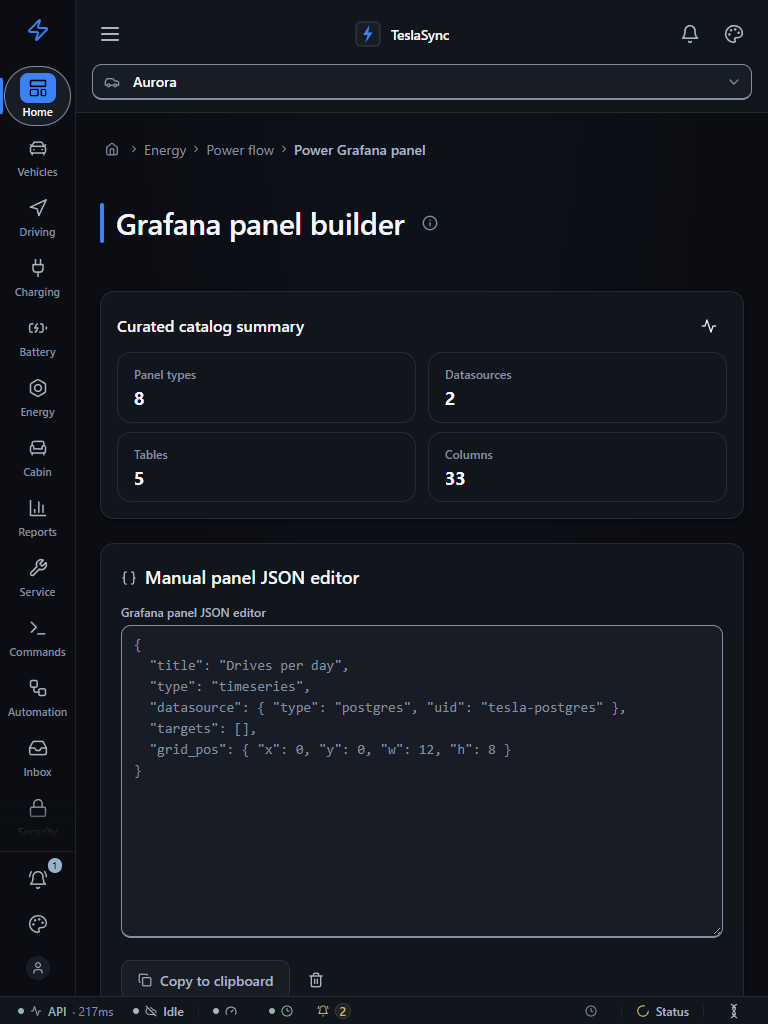 TeslaSync
Aurora
Home
Vehicles
Driving
Charging
Battery
Energy
Cabin
Reports
Service
Commands
Automation
Inbox
Security
1
Energy > Power flow > Power Grafana panel
Grafana panel builder
Curated catalog summary
Panel types
8
Datasources
2
Tables
5
Columns
33
{} Manual panel JSON editor
Grafana panel JSON editor
{
  "title": "Drives per day",
  "type": "timeseries",
  "datasource": { "type": "postgres", "uid": "tesla-postgres" },
  "targets": [],
  "grid_pos": { "x": 0, "y": 0, "w": 12, "h": 8 }
}
Copy to clipboard
API · 217ms Idle 2 Status